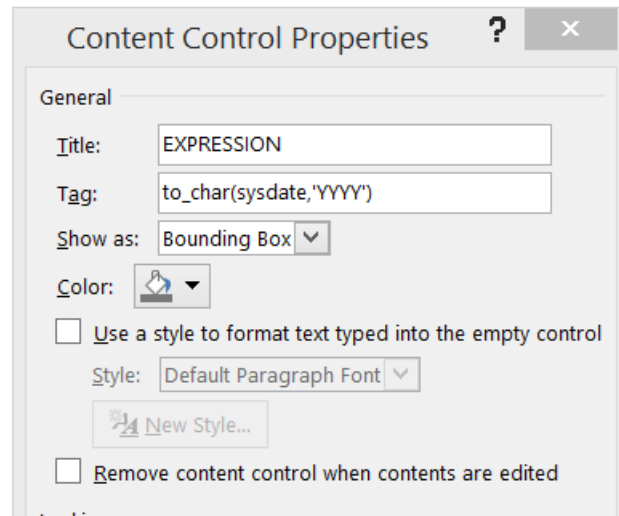 Content Control Properties ? ×
General
Title: EXPRESSION
Tag: to_char(sysdate,'YYYY')
Show as: Bounding Box
Color:
Use a style to format text typed into the empty control
Style: Default Paragraph Font
New Style...
Remove content control when contents are edited